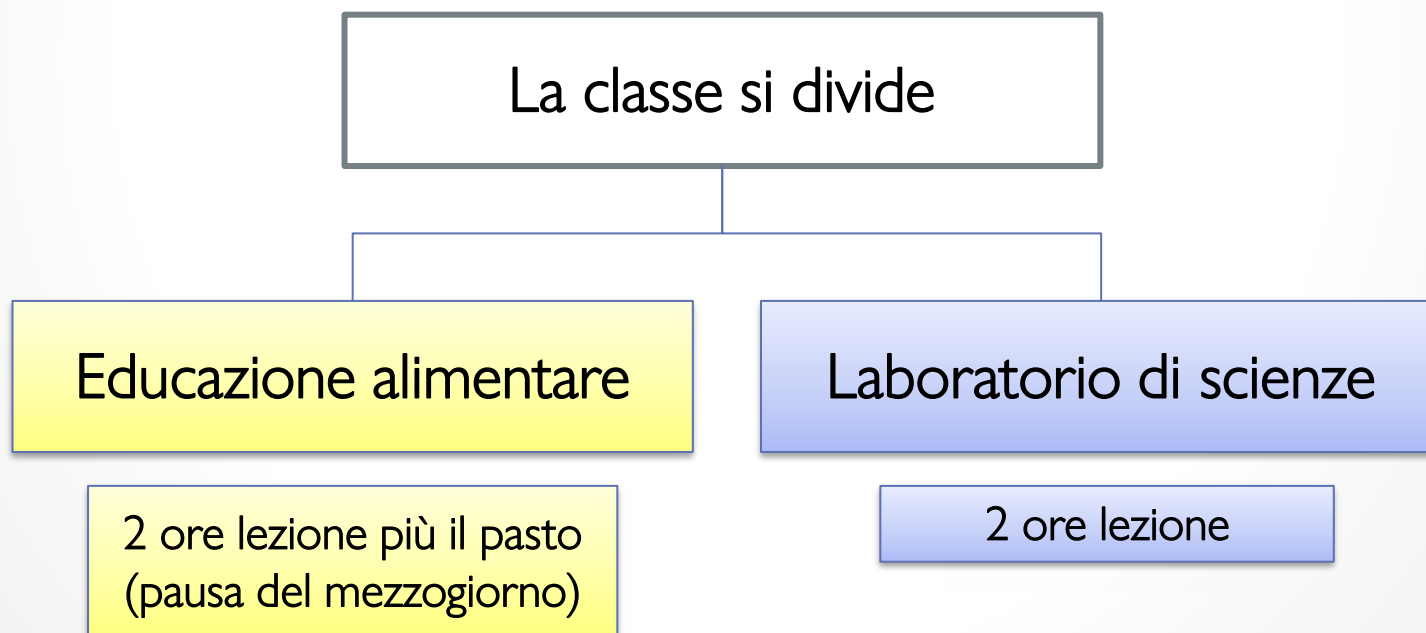 La classe si divide
Educazione alimentare
Laboratorio di scienze
2 ore lezione più il pasto
(pausa del mezzogiorno)
2 ore lezione